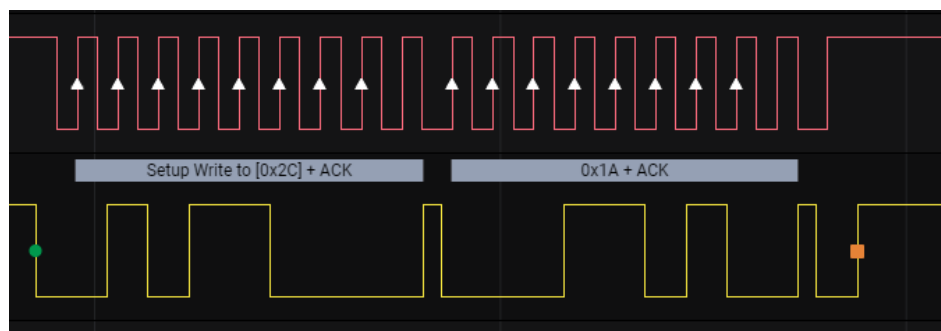 Setup Write to [0x2C] + ACK
0x1A + ACK